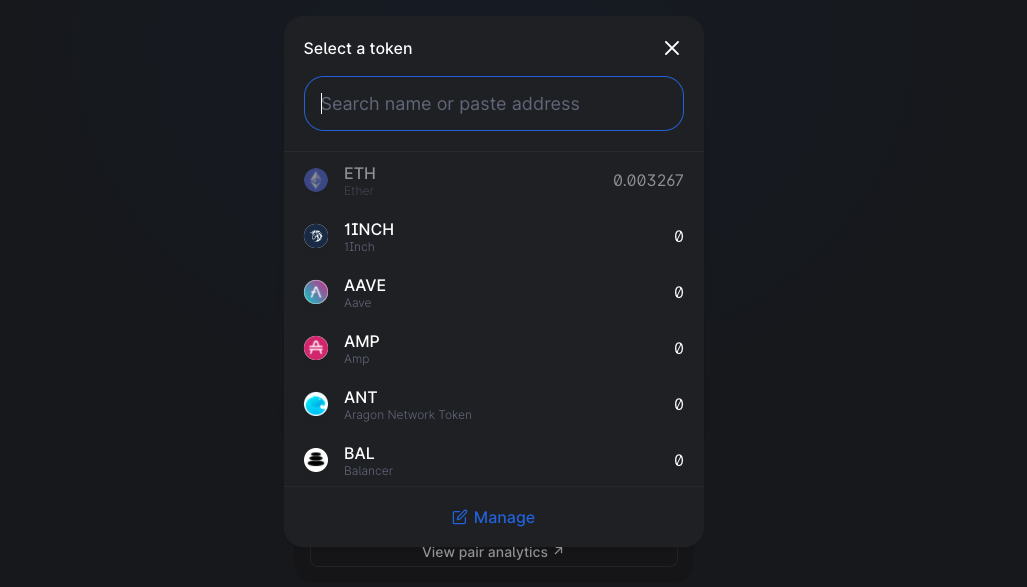 Select a token
Search name or paste address
ETH
Ether
0.003267
1INCH
1Inch
0
AAVE
Aave
0
AMP
Amp
0
ANT
Aragon Network Token
0
BAL
Balancer
0
Manage
View pair analytics ↗